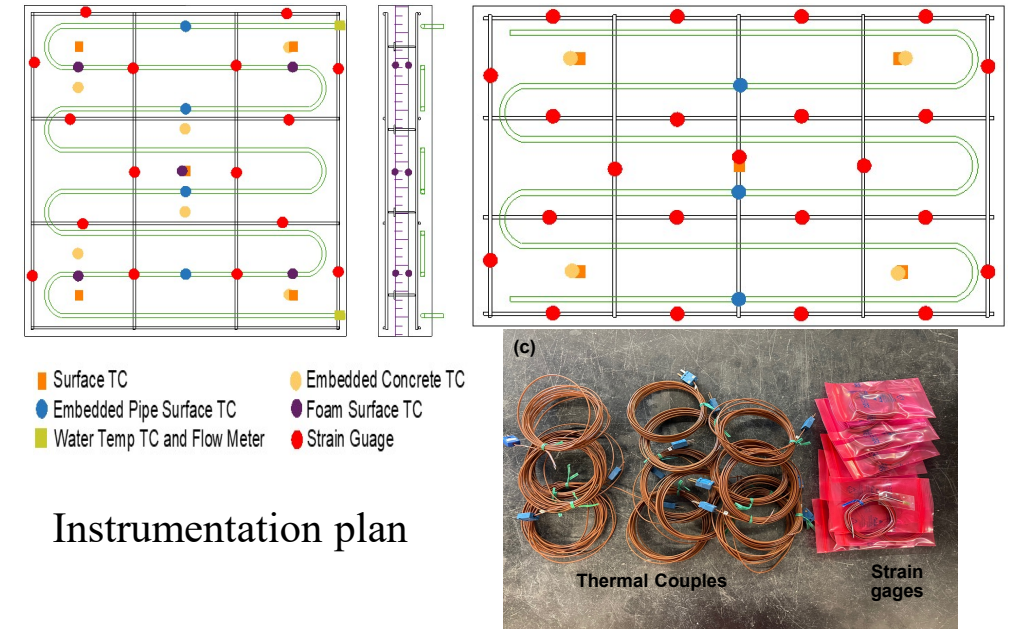 Surface TC
Embedded Concrete TC
Embedded Pipe Surface TC
Foam Surface TC
Water Temp TC and Flow Meter
Strain Guage
Instrumentation plan
(c)
Thermal Couples
Strain
gages